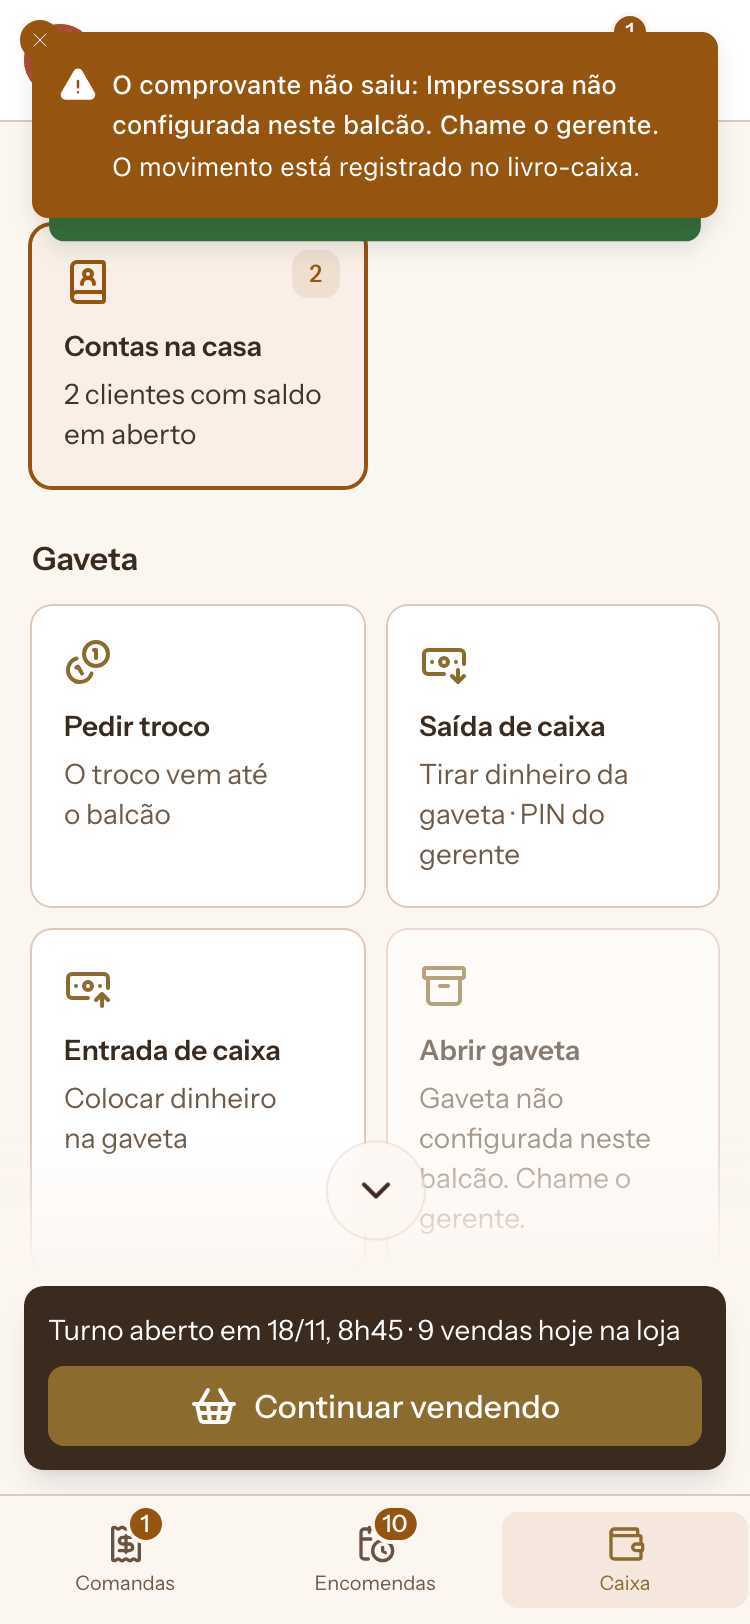 1
O comprovante não saiu: Impressora não
configurada neste balcão. Chame o gerente.
O movimento está registrado no livro-caixa.
2
Contas na casa
2 clientes com saldo
em aberto
Gaveta
Pedir troco
O troco vem até
o balcão
Saída de caixa
Tirar dinheiro da
gaveta · PIN do
gerente
Entrada de caixa
Colocar dinheiro
na gaveta
Abrir gaveta
Gaveta não
configurada neste
balcão. Chame o
gerente.
Turno aberto em 18/11, 8h45 · 9 vendas hoje na loja
Continuar vendendo
1
Comandas
10
Encomendas
Caixa